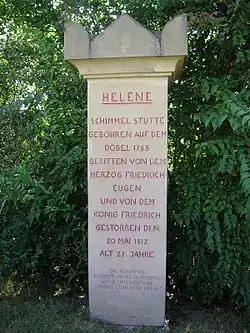 HELENE
SCHIMMEL STUTTE
GEBOHREN AUF DEM
DOBEL 1785
GERITTEN VON DEM
HERZOG FRIEDRICH
EUGEN
UND VON DEM
KÖNIG FRIEDRICH
GESTORBEN DEN
20. MAI 1812
ALT 27 JAHRE